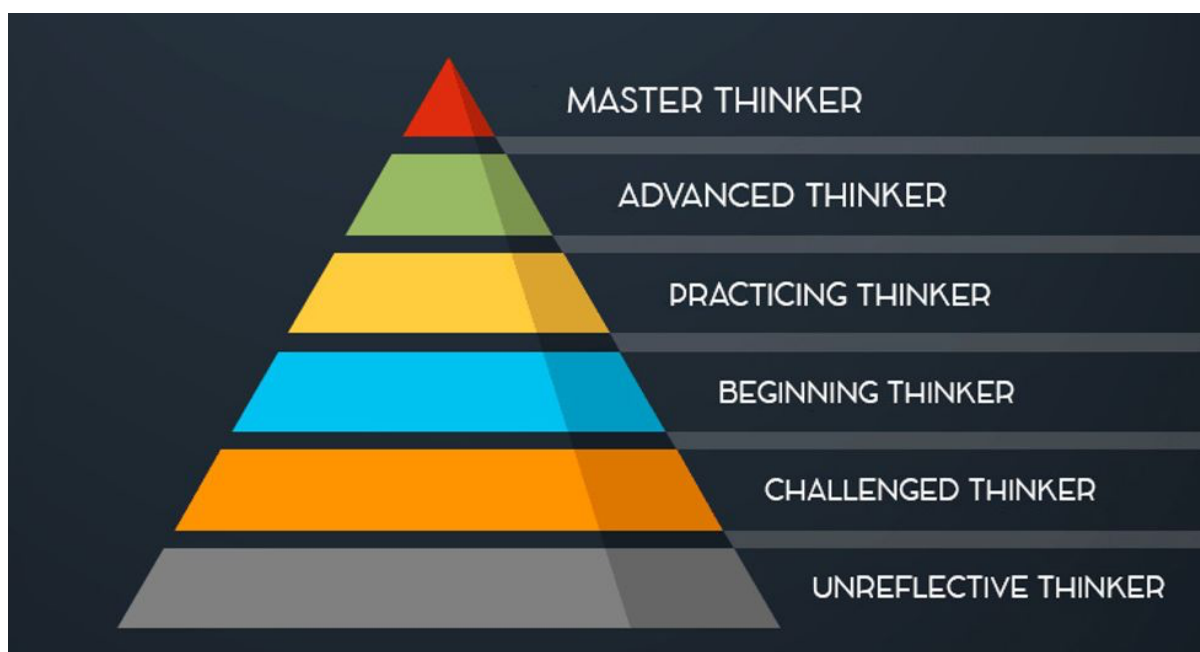 MASTER THINKER
ADVANCED THINKER
PRACTICING THINKER
BEGINNING THINKER
CHALLENGED THINKER
UNREFLECTIVE THINKER